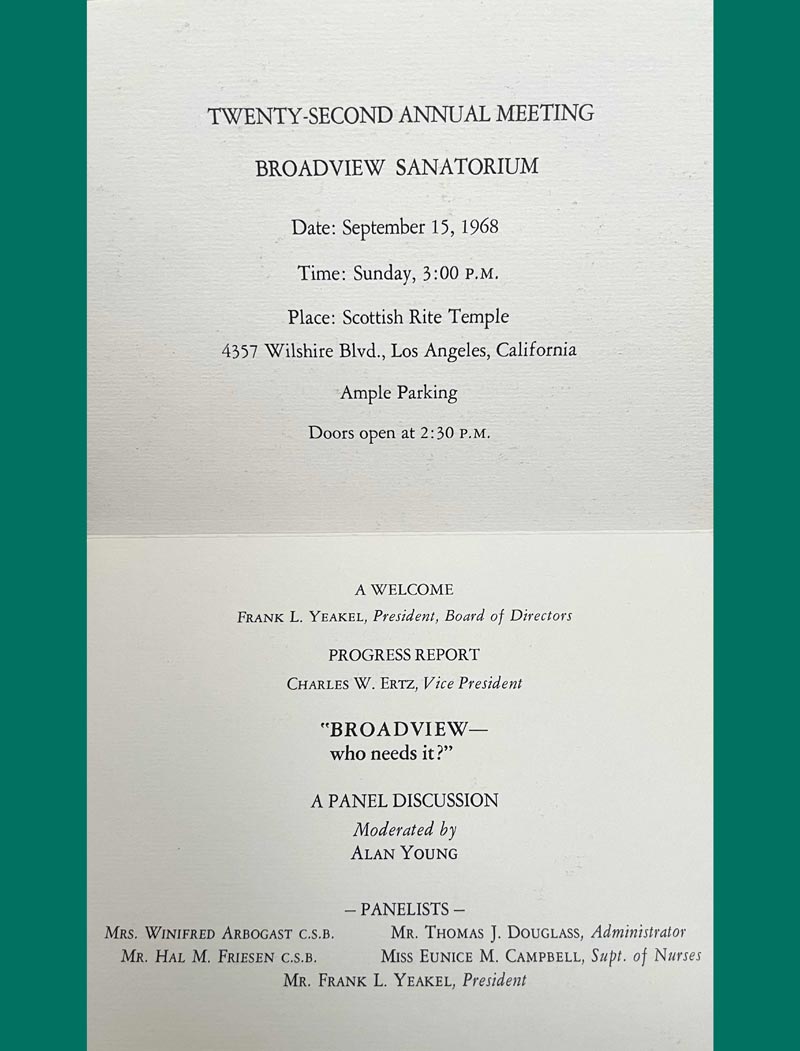 TWENTY-SECOND ANNUAL MEETING
BROADVIEW SANATORIUM
Date: September 15, 1968
Time: Sunday, 3:00 P.M.
Place: Scottish Rite Temple
4357 Wilshire Blvd., Los Angeles, California
Ample Parking
Doors open at 2:30 P.M.
A WELCOME
FRANK L. YEAKEL, President, Board of Directors
PROGRESS REPORT
CHARLES W. ERTZ, Vice President
"BROADVIEW—
who needs it?"
A PANEL DISCUSSION
Moderated by
ALAN YOUNG
– PANELISTS –
MRS. WINIFRED ARBOGAST C.S.B. MR. THOMAS J. DOUGLASS, Administrator
MR. HAL M. FRIESEN C.S.B. MISS EUNICE M. CAMPBELL, Supt. of Nurses
MR. FRANK L. YEAKEL, President